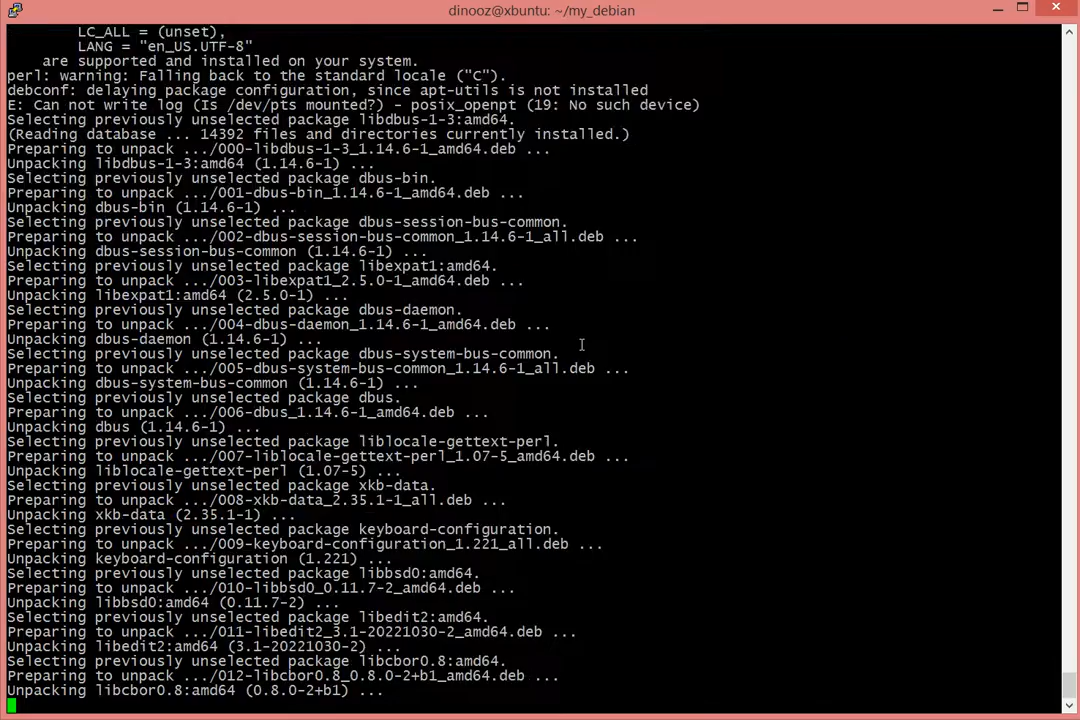 dinooz@xbuntu: ~/my_debian
LC_ALL = (unset),
LANG = "en_US.UTF-8"
are supported and installed on your system.
perl: warning: Falling back to the standard locale ("C").
debconf: delaying package configuration, since apt-utils is not installed
E: Can not write log (Is /dev/pts mounted?) - posix_openpt (19: No such device)
Selecting previously unselected package libdbus-1-3:amd64.
(Reading database ... 14392 files and directories currently installed.)
Preparing to unpack .../000-libdbus-1-3_1.14.6-1_amd64.deb ...
Unpacking libdbus-1-3:amd64 (1.14.6-1) ...
Selecting previously unselected package dbus-bin.
Preparing to unpack .../001-dbus-bin_1.14.6-1_amd64.deb ...
Unpacking dbus-bin (1.14.6-1) ...
Selecting previously unselected package dbus-session-bus-common.
Preparing to unpack .../002-dbus-session-bus-common_1.14.6-1_all.deb ...
Unpacking dbus-session-bus-common (1.14.6-1) ...
Selecting previously unselected package libexpat1:amd64.
Preparing to unpack .../003-libexpat1_2.5.0-1_amd64.deb ...
Unpacking libexpat1:amd64 (2.5.0-1) ...
Selecting previously unselected package dbus-daemon.
Preparing to unpack .../004-dbus-daemon_1.14.6-1_amd64.deb ...
Unpacking dbus-daemon (1.14.6-1) ...
Selecting previously unselected package dbus-system-bus-common.
Preparing to unpack .../005-dbus-system-bus-common_1.14.6-1_all.deb ...
Unpacking dbus-system-bus-common (1.14.6-1) ...
Selecting previously unselected package dbus.
Preparing to unpack .../006-dbus_1.14.6-1_amd64.deb ...
Unpacking dbus (1.14.6-1) ...
Selecting previously unselected package liblocale-gettext-perl.
Preparing to unpack .../007-liblocale-gettext-perl_1.07-5_amd64.deb ...
Unpacking liblocale-gettext-perl (1.07-5) ...
Selecting previously unselected package xkb-data.
Preparing to unpack .../008-xkb-data_2.35.1-1_all.deb ...
Unpacking xkb-data (2.35.1-1) ...
Selecting previously unselected package keyboard-configuration.
Preparing to unpack .../009-keyboard-configuration_1.221_all.deb ...
Unpacking keyboard-configuration (1.221) ...
Selecting previously unselected package libbsd0:amd64.
Preparing to unpack .../010-libbsd0_0.11.7-2_amd64.deb ...
Unpacking libbsd0:amd64 (0.11.7-2) ...
Selecting previously unselected package libedit2:amd64.
Preparing to unpack .../011-libedit2_3.1-20221030-2_amd64.deb ...
Unpacking libedit2:amd64 (3.1-20221030-2) ...
Selecting previously unselected package libcbor0.8:amd64.
Preparing to unpack .../012-libcbor0.8_0.8.0-2+b1_amd64.deb ...
Unpacking libcbor0.8:amd64 (0.8.0-2+b1) ...